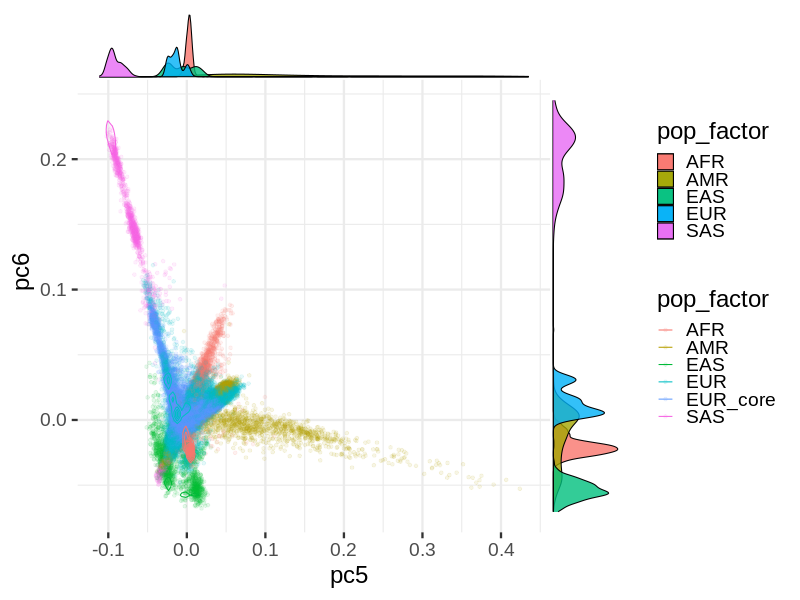 pop_factor
AFR
AMR
EAS
EUR
SAS
pop_factor
AFR
AMR
EAS
EUR
EUR_core
SAS
pc6
0.2
0.1
0.0
-0.1
0.0
0.1
0.2
0.3
0.4
pc5